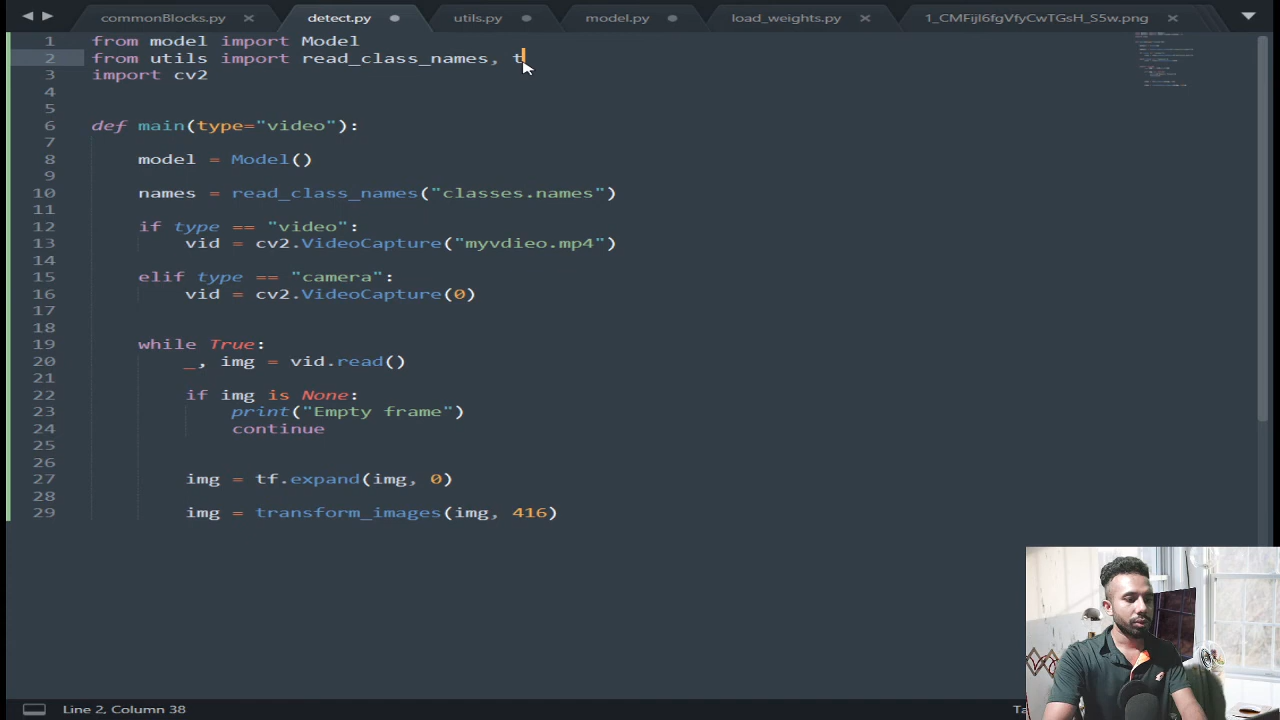 commonBlocks.py
detect.py
utils.py
model.py
load_weights.py
1_CMFijI6fgVfyCwTGsH_S5w.png
1 from model import Model
2 from utils import read_class_names, t
3 import cv2
4
5
6 def main(type="video"):
7
8 model = Model()
9
10 names = read_class_names("classes.names")
11
12 if type == "video":
13 vid = cv2.VideoCapture("myvdieo.mp4")
14
15 elif type == "camera":
16 vid = cv2.VideoCapture(0)
17
18
19 while True:
20 _, img = vid.read()
21
22 if img is None:
23 print("Empty frame")
24 continue
25
26
27 img = tf.expand(img, 0)
28
29 img = transform_images(img, 416)
Line 2, Column 38